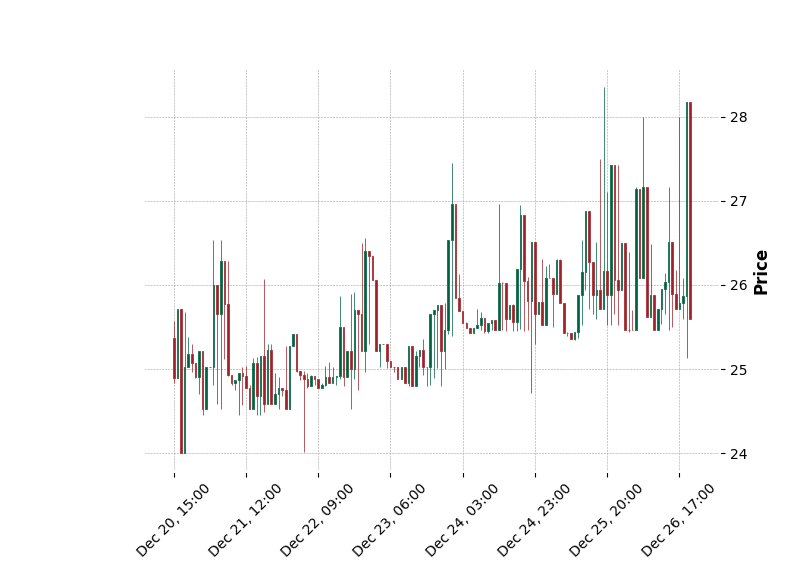 28
27
26
25
24
Price
Dec 20, 15:00
Dec 21, 12:00
Dec 22, 09:00
Dec 23, 06:00
Dec 24, 03:00
Dec 24, 23:00
Dec 25, 20:00
Dec 26, 17:00